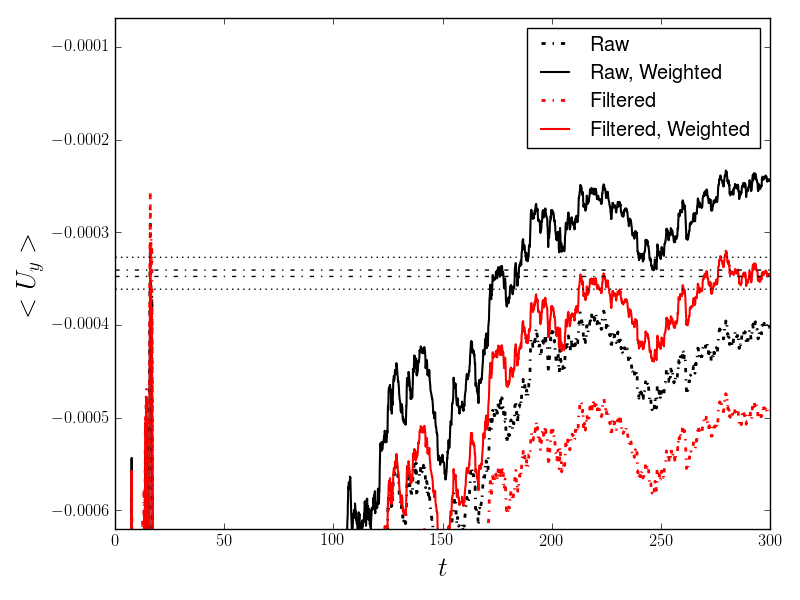 −0.0001
−0.0002
−0.0003
−0.0004
−0.0005
−0.0006
< U_y >
0 50 100 150 200 250 300
t
Raw
Raw, Weighted
Filtered
Filtered, Weighted